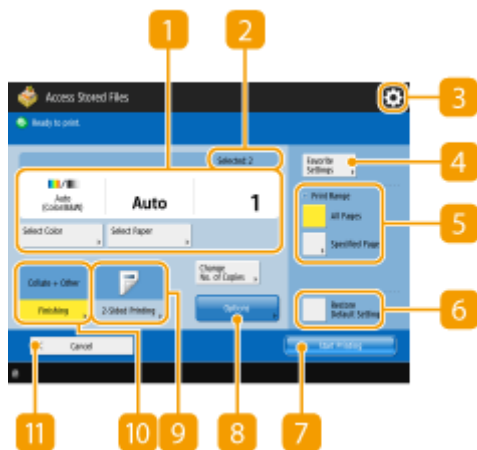 1
2
Access Stored Files
3
Ready to print.
Selected: 2
Favorite
Settings
4
Auto
(Color/B&W)
Auto
1
Print Range
All Pages
5
Select Color
Select Paper
Specified Page
Collate + Other
Change
No. of Copies
Finishing
2-Sided Printing
Options
Restore
Default Setting
6
Cancel
Start Printing
11
10
9
8
7